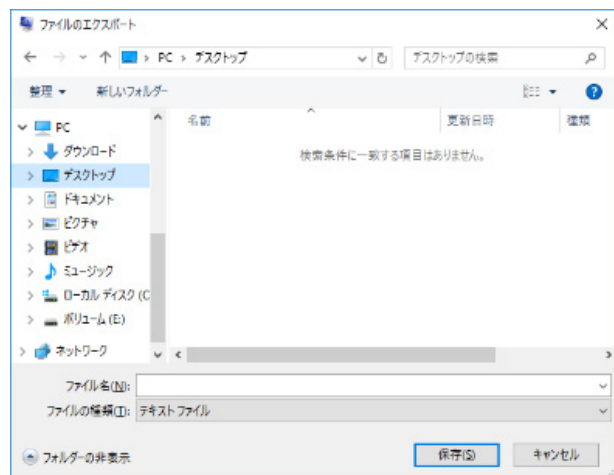 ファイルのエクスポート
PC › デスクトップ
デスクトップの検索
整理
新しいフォルダー
名前
更新日時
種類
検索条件に一致する項目はありません。
PC
ダウンロード
デスクトップ
ドキュメント
ピクチャ
ビデオ
ミュージック
ローカル ディスク (C
ボリューム (E:)
ネットワーク
ファイル名(N):
ファイルの種類(T): テキスト ファイル
フォルダーの非表示
保存(S)
キャンセル